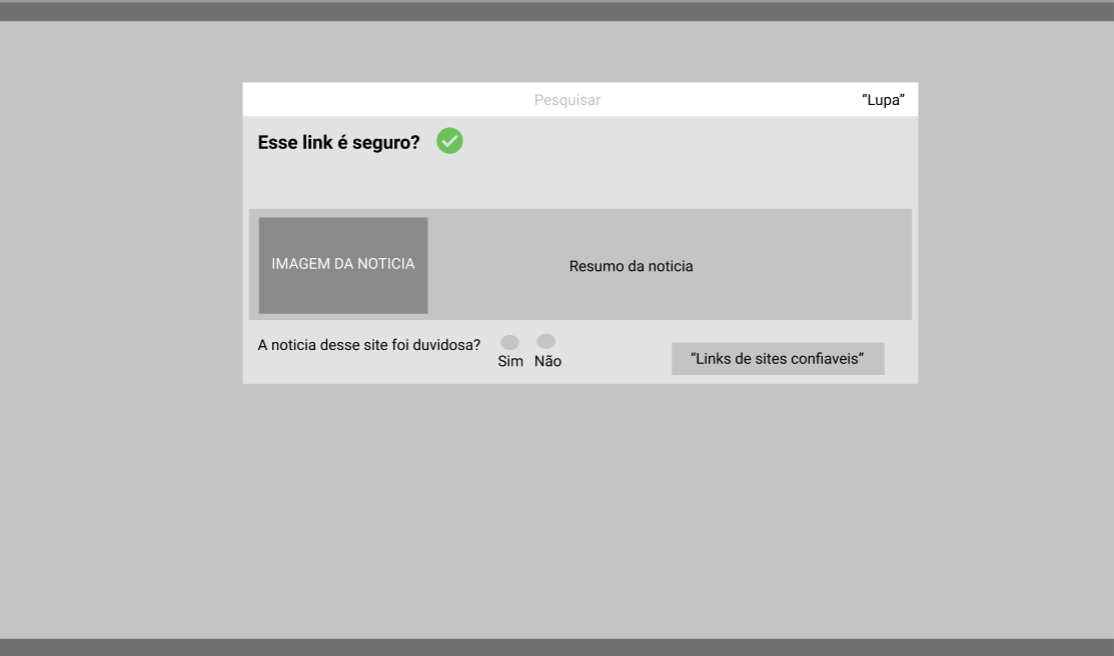 Pesquisar
“Lupa”
Esse link é seguro?
IMAGEM DA NOTICIA
Resumo da noticia
A noticia desse site foi duvidosa?
Sim Não
“Links de sites confiaveis”